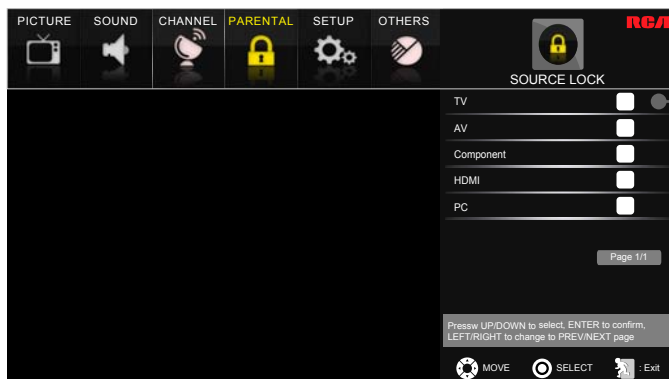 PICTURE SOUND CHANNEL PARENTAL SETUP OTHERS
RCA
SOURCE LOCK
TV
AV
Component
HDMI
PC
Page 1/1
Pressw UP/DOWN to select, ENTER to confirm,
LEFT/RIGHT to change to PREV/NEXT page
MOVE SELECT : Exit